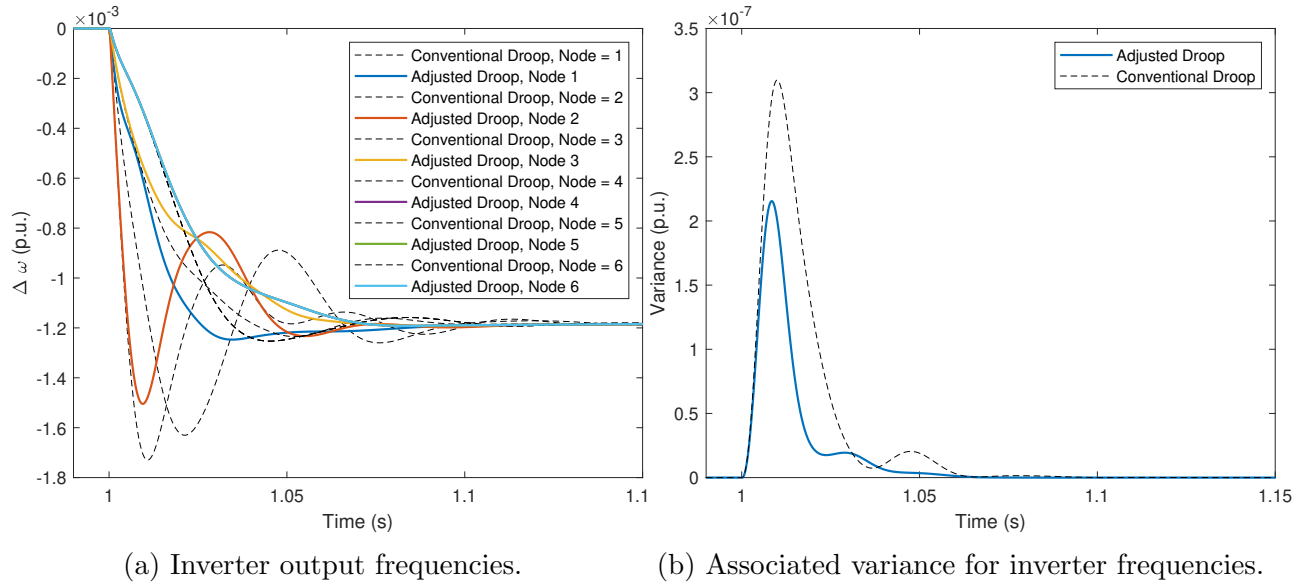 ×10⁻³
0
-0.2
-0.4
-0.6
-0.8
-1
-1.2
-1.4
-1.6
-1.8
Δ ω (p.u.)
1
1.05
1.1
1.1
Time (s)
Conventional Droop, Node = 1
Adjusted Droop, Node 1
Conventional Droop, Node = 2
Adjusted Droop, Node 2
Conventional Droop, Node = 3
Adjusted Droop, Node 3
Conventional Droop, Node = 4
Adjusted Droop, Node 4
Conventional Droop, Node = 5
Adjusted Droop, Node 5
Conventional Droop, Node = 6
Adjusted Droop, Node 6
(a) Inverter output frequencies.
×10⁻⁷
3.5
3
2.5
2
1.5
1
0.5
0
Variance (p.u.)
1
1.05
1.1
1.15
Time (s)
Adjusted Droop
Conventional Droop
(b) Associated variance for inverter frequencies.